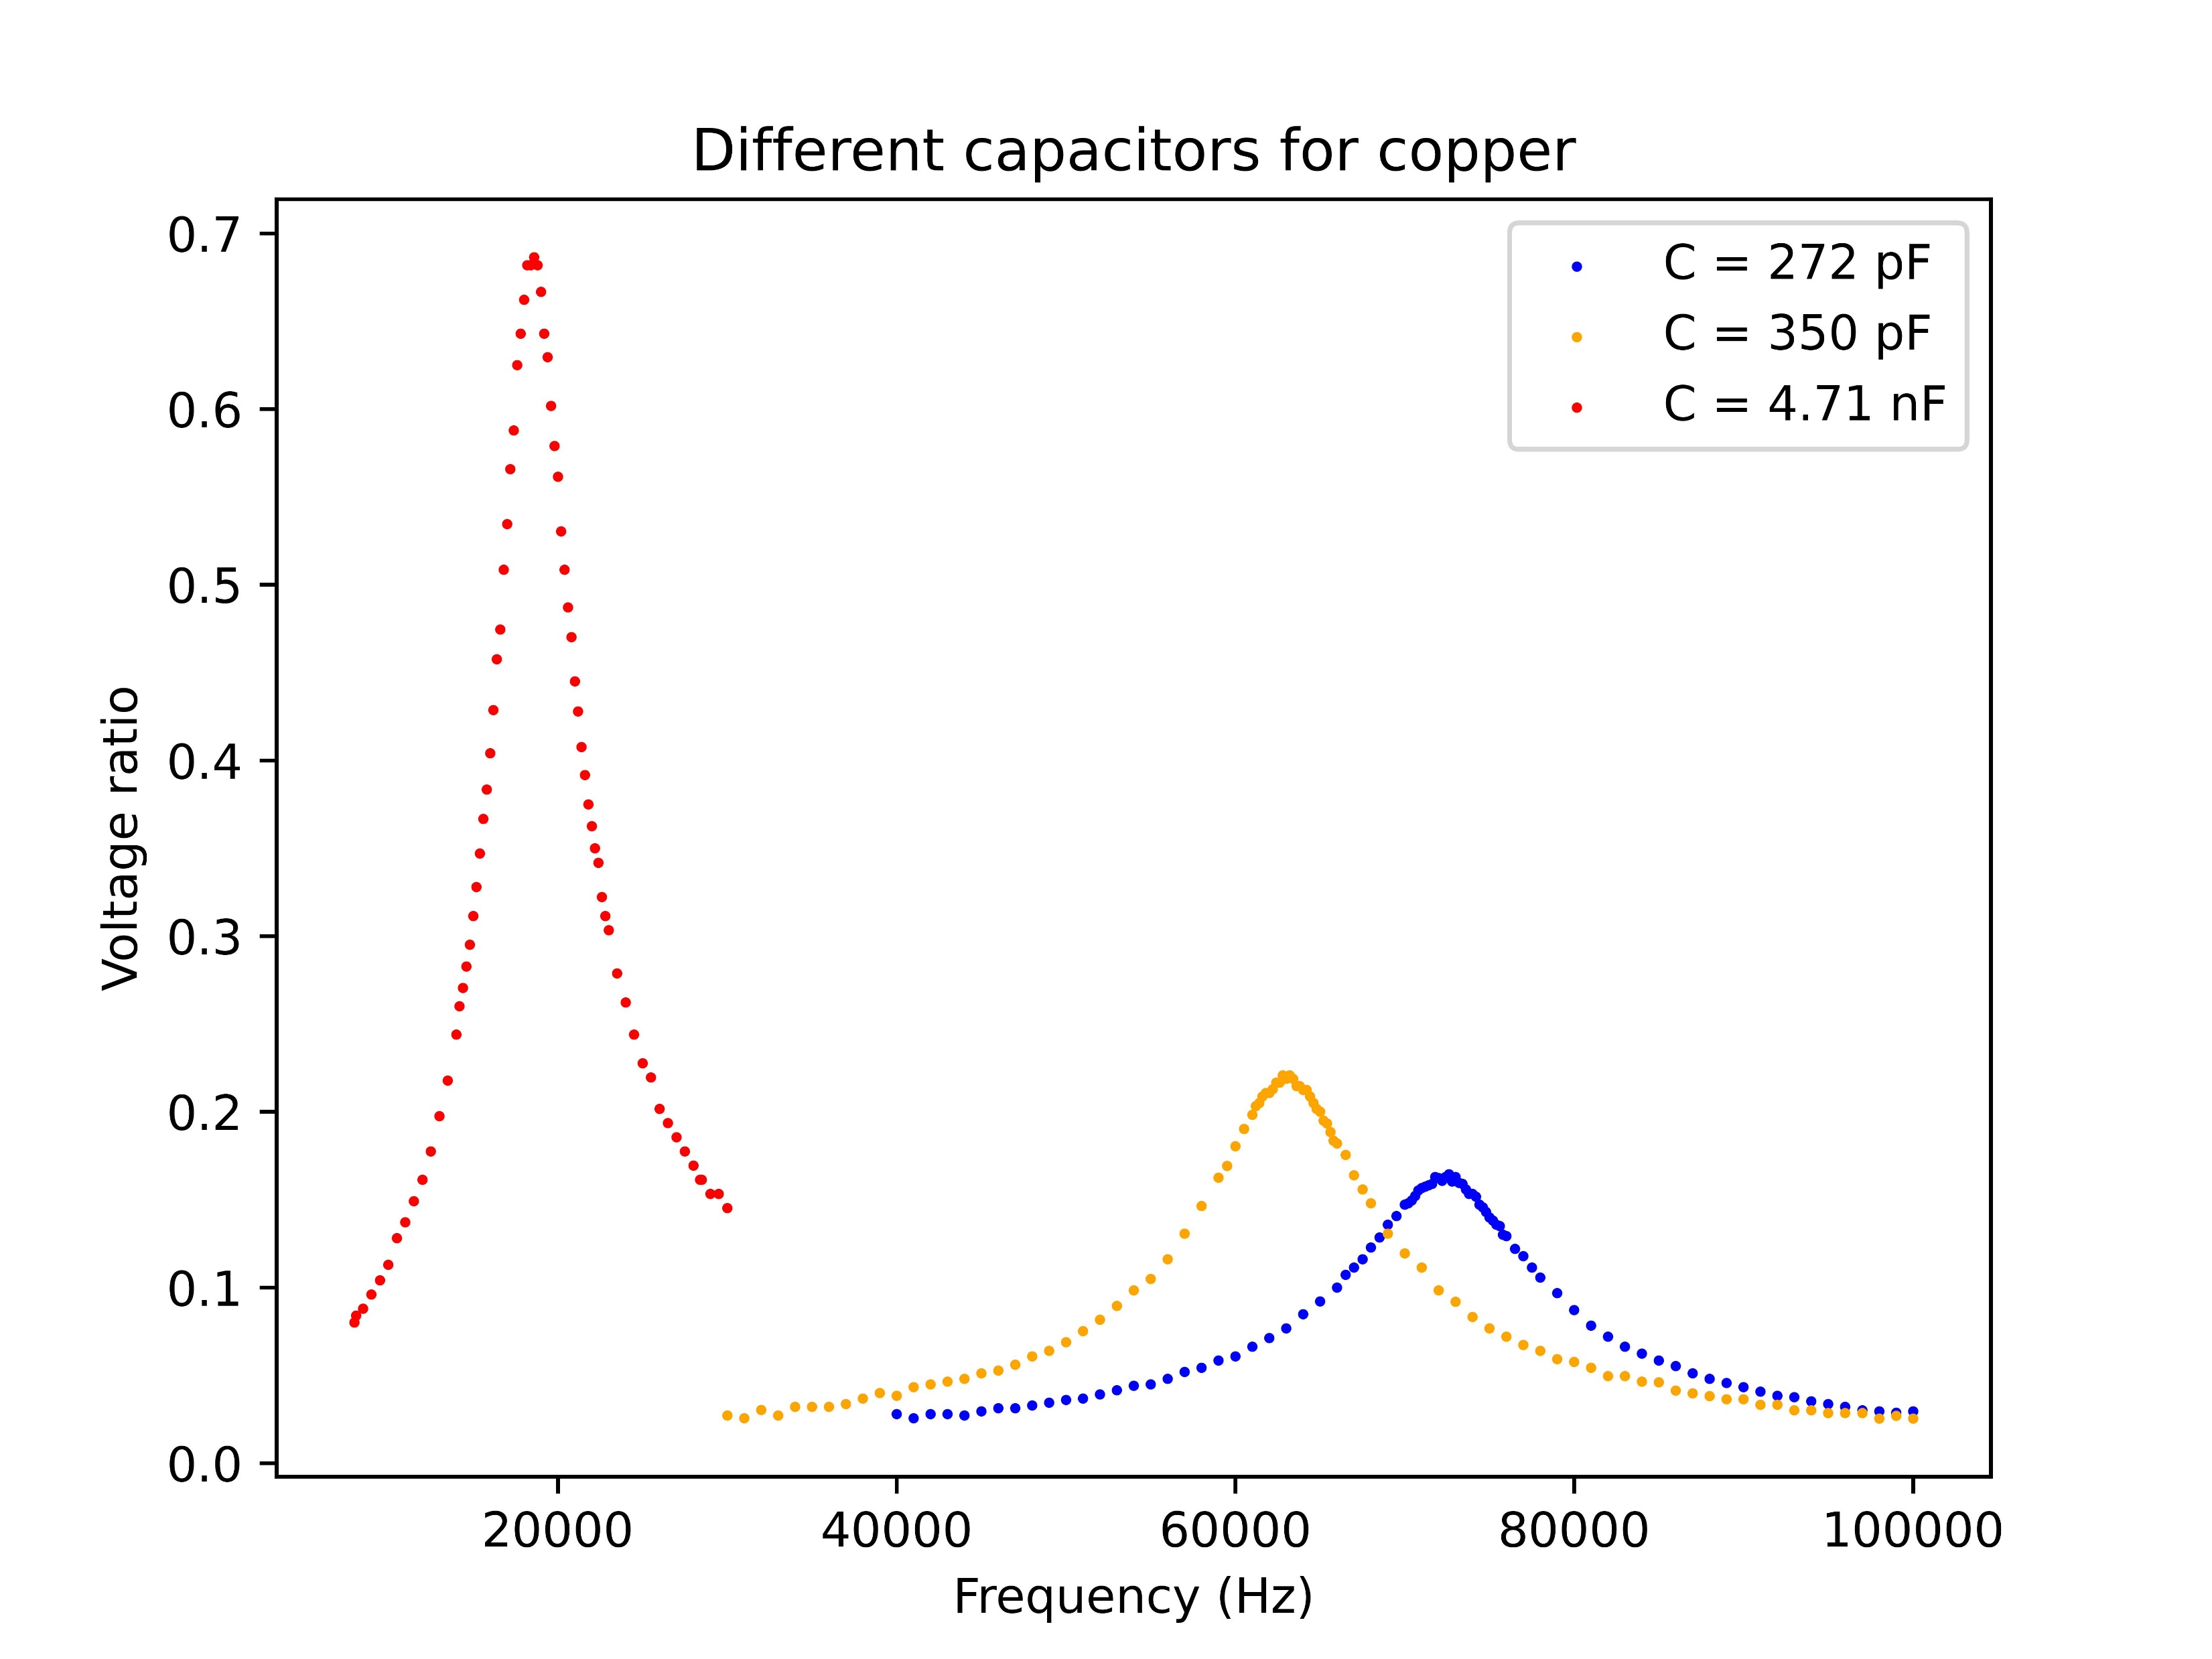 Different capacitors for copper
C = 272 pF
C = 350 pF
C = 4.71 nF
Voltage ratio
0.7
0.6
0.5
0.4
0.3
0.2
0.1
0.0
20000 40000 60000 80000 100000
Frequency (Hz)